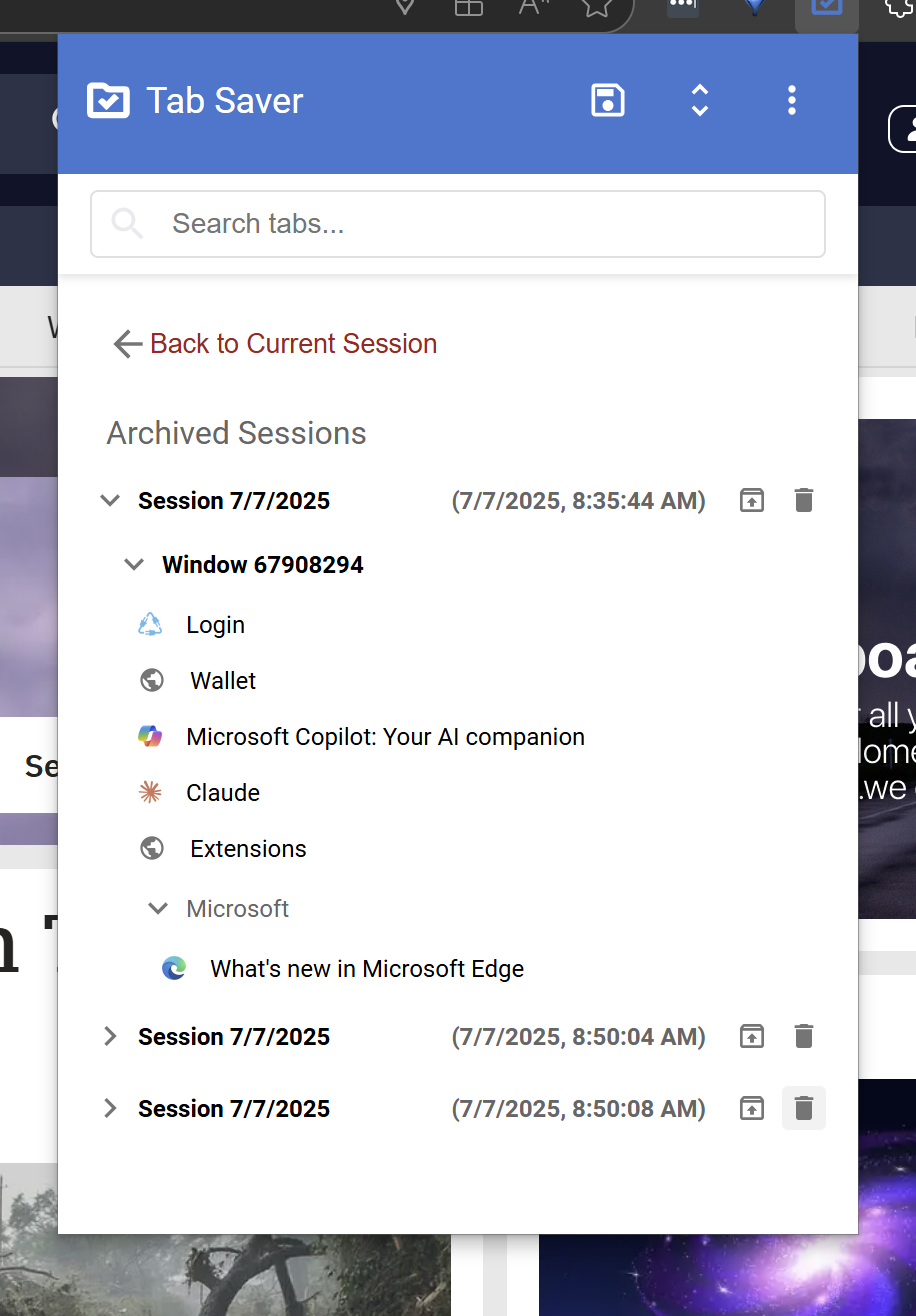 Tab Saver
Search tabs...
Back to Current Session
Archived Sessions
Session 7/7/2025 (7/7/2025, 8:35:44 AM)
Window 67908294
Login
Wallet
Microsoft Copilot: Your AI companion
Claude
Extensions
Microsoft
What's new in Microsoft Edge
Session 7/7/2025 (7/7/2025, 8:50:04 AM)
Session 7/7/2025 (7/7/2025, 8:50:08 AM)
all
we